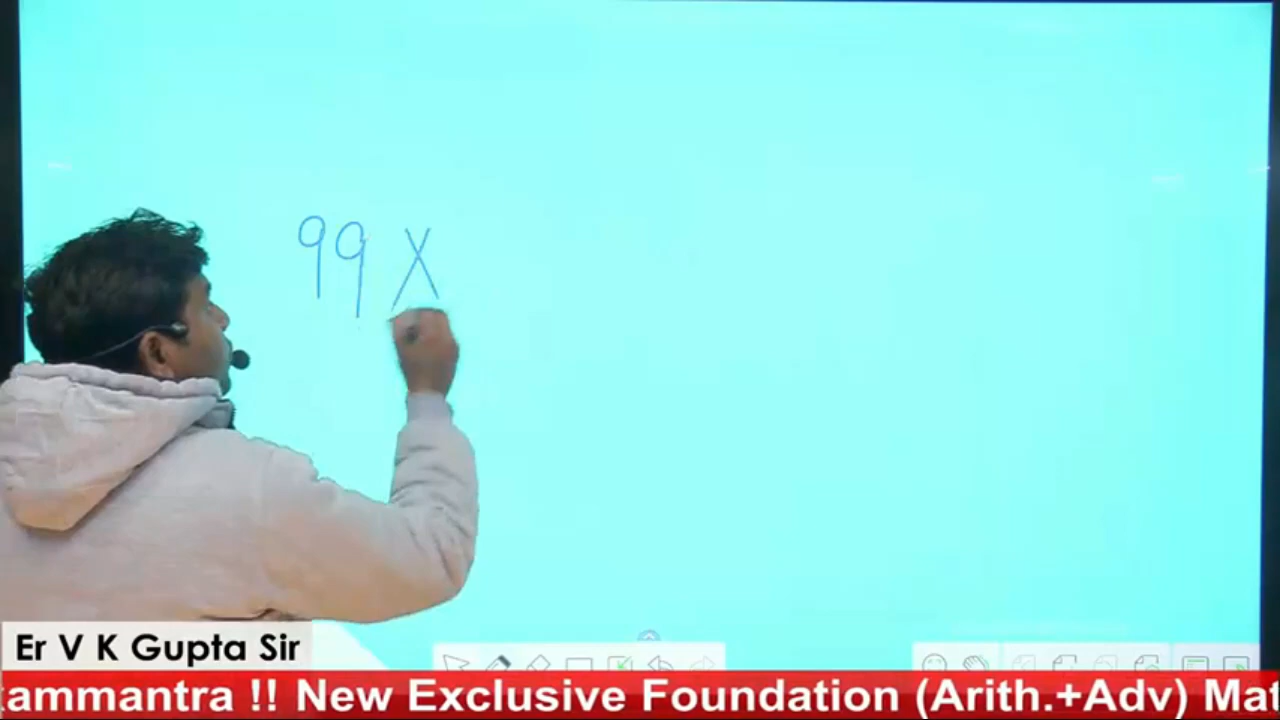 99 X
Er V K Gupta Sir
ammantra !! New Exclusive Foundation (Arith.+Adv) Mat